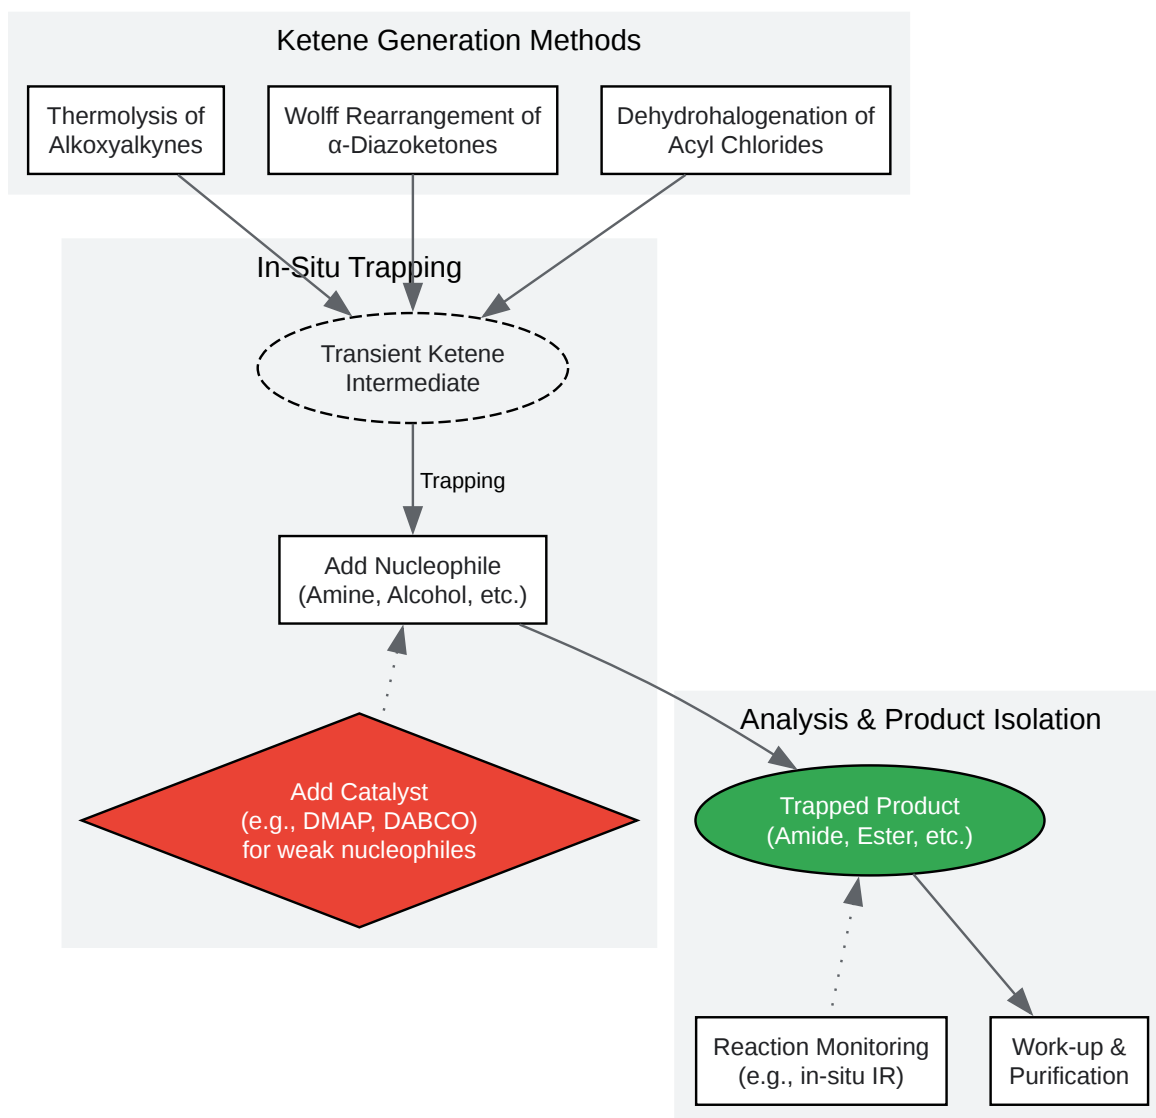 Ketene Generation Methods
Thermolysis of
Alkoxyalkynes
Wolff Rearrangement of
α-Diazoketones
Dehydrohalogenation of
Acyl Chlorides
In-Situ Trapping
Transient Ketene
Intermediate
Trapping
Add Nucleophile
(Amine, Alcohol, etc.)
Add Catalyst
(e.g., DMAP, DABCO)
for weak nucleophiles
Analysis & Product Isolation
Trapped Product
(Amide, Ester, etc.)
Reaction Monitoring
(e.g., in-situ IR)
Work-up &
Purification